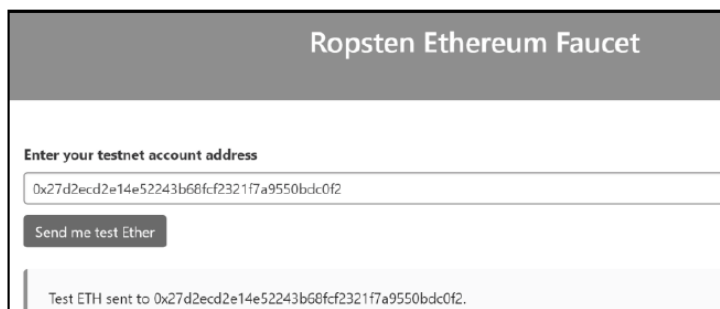 Ropsten Ethereum Faucet
Enter your testnet account address
0x27d2ecd2e14e52243b68fcf2321f7a9550bdc0f2
Send me test Ether
Test ETH sent to 0x27d2ecd2e14e52243b68fcf2321f7a9550bdc0f2.